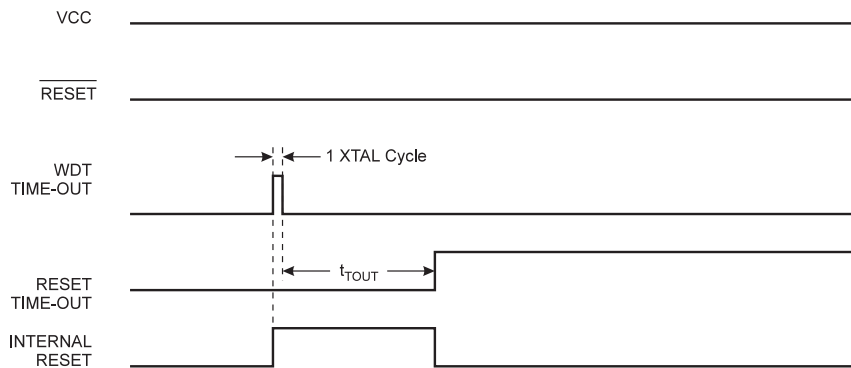 VCC
RESET
1 XTAL Cycle
WDT
TIME-OUT
tTOUT
RESET
TIME-OUT
INTERNAL
RESET